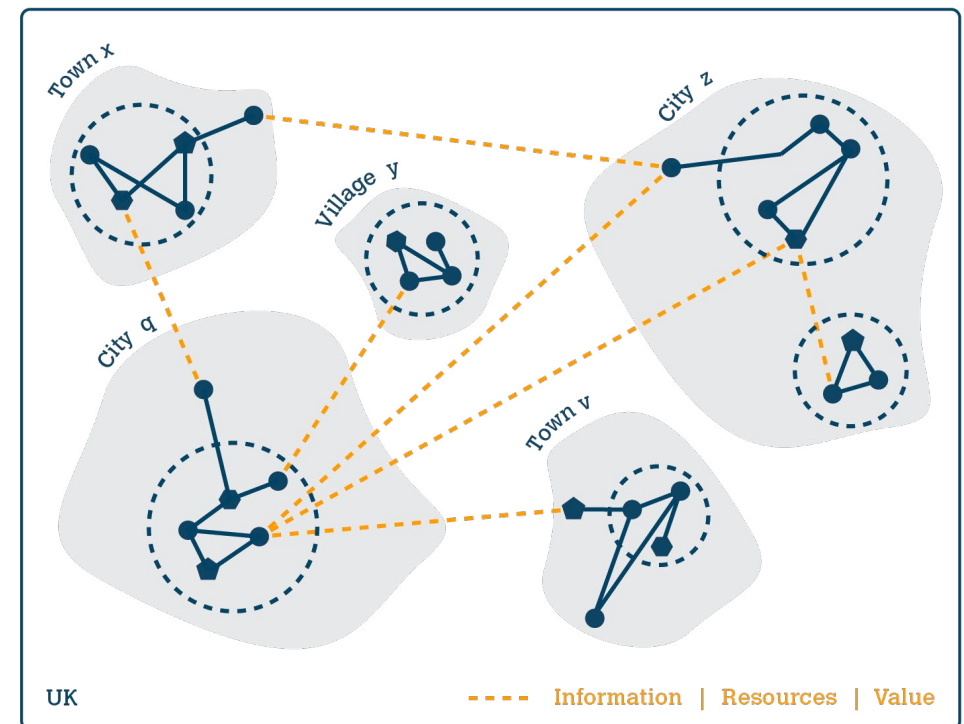 Town x
City z
Village y
City q
Town v
UK
Information | Resources | Value